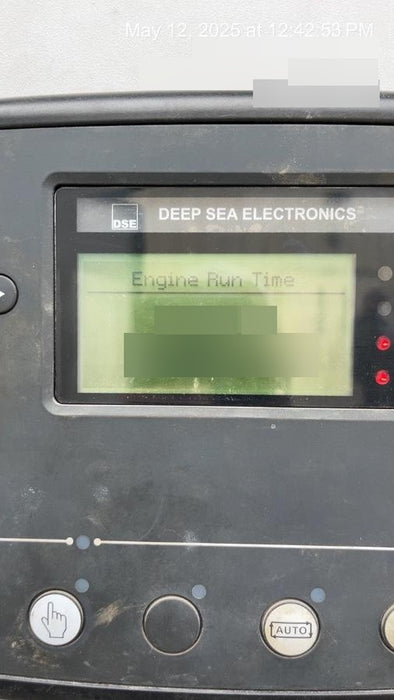 May 12, 2025 at 12:42:53 PM
DSE
DEEP SEA ELECTRONICS
Engine Run Time
AUTO